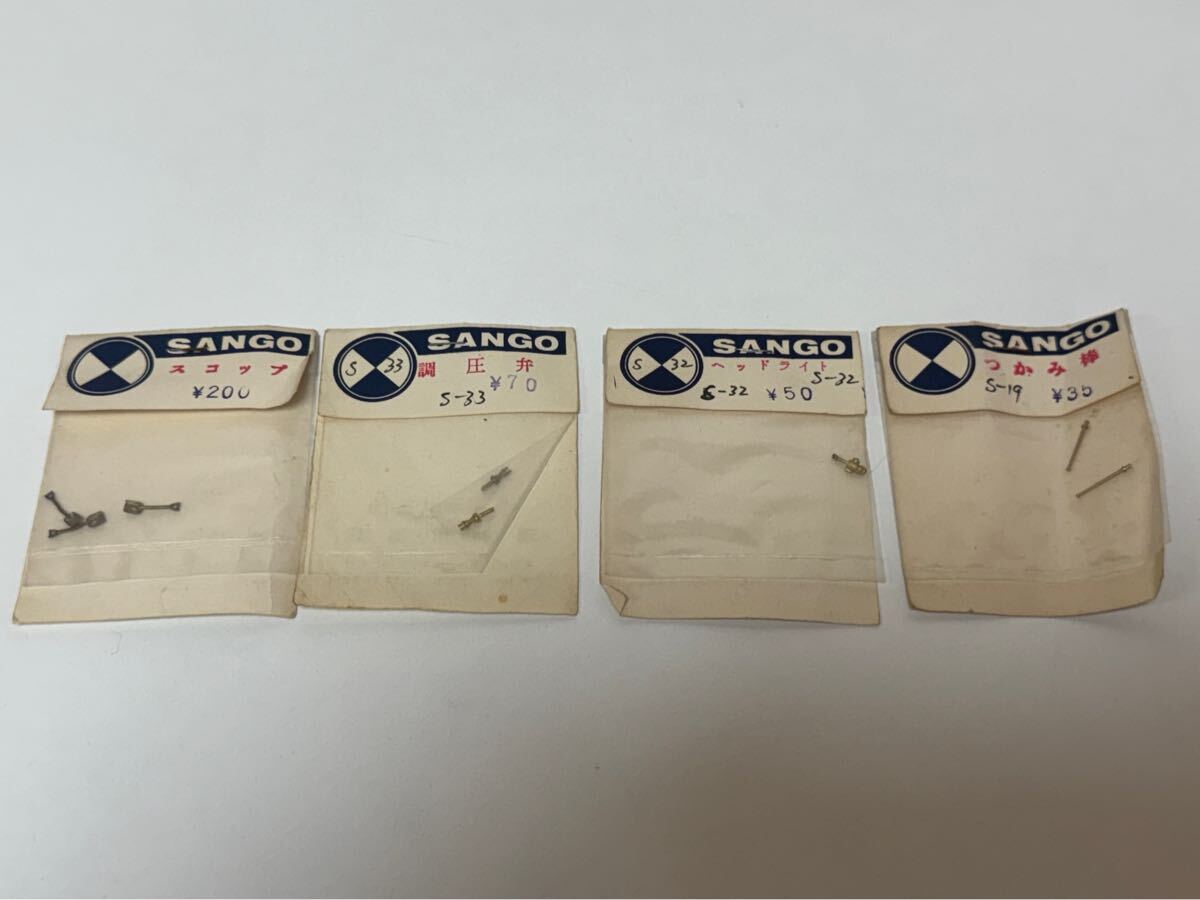 SANGO
スコップ
¥200
SANGO
S 33
調圧弁
¥70
S-33
SANGO
S 32
ヘッドライト
S-32 ¥50 S-32
SANGO
つかみ棒
S-19 ¥35